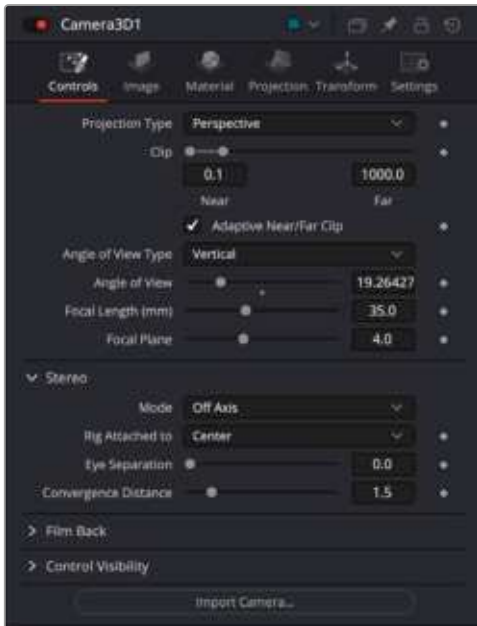 Camera3D1
Controls Image Material Projection Transform Settings
Projection Type Perspective
Clip
0.1 1000.0
Near Far
Adaptive Near/Far Clip
Angle of View Type Vertical
Angle of View 19.26427
Focal Length (mm) 35.0
Focal Plane 4.0
Stereo
Mode Off Axis
Rig Attached to Center
Eye Separation 0.0
Convergence Distance 1.5
Film Back
Control Visibility
Import Camera...